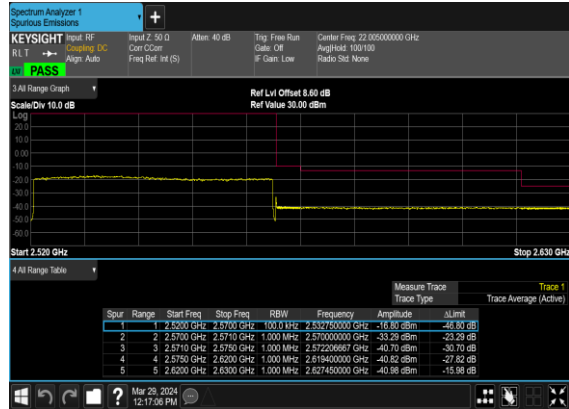 Spectrum Analyzer 1
Spurious Emissions
KEYSIGHT Input: RF Input Z: 50 Ω Atten: 40 dB Trig: Free Run Center Freq: 22.005000000 GHz
RLT Coupling: DC Corr CCorr Gate: Off Avg|Hold: 100/100
Align: Auto Freq Ref: Int (S) IF Gain: Low Radio Std: None
PASS
3 All Range Graph
Ref Lvl Offset 8.60 dB
Scale/Div 10.0 dB Ref Value 30.00 dBm
Log
20.0
10.0
0.00
-10.0
-20.0
-30.0
-40.0
-50.0
-60.0
Start 2.520 GHz Stop 2.630 GHz
4 All Range Table
Measure Trace Trace 1
Trace Type Trace Average (Active)
Spur Range Start Freq Stop Freq RBW Frequency Amplitude ΔLimit
1 1 2.5200 GHz 2.5700 GHz 100.0 kHz 2.532750000 GHz -16.80 dBm -46.80 dB
2 2 2.5700 GHz 2.5710 GHz 1.000 MHz 2.570000000 GHz -33.29 dBm -23.29 dB
3 3 2.5710 GHz 2.5750 GHz 1.000 MHz 2.572206667 GHz -40.70 dBm -30.70 dB
4 4 2.5750 GHz 2.6200 GHz 1.000 MHz 2.619400000 GHz -40.82 dBm -27.82 dB
5 5 2.6200 GHz 2.6300 GHz 1.000 MHz 2.627450000 GHz -40.98 dBm -15.98 dB
Mar 29, 2024
12:17:06 PM